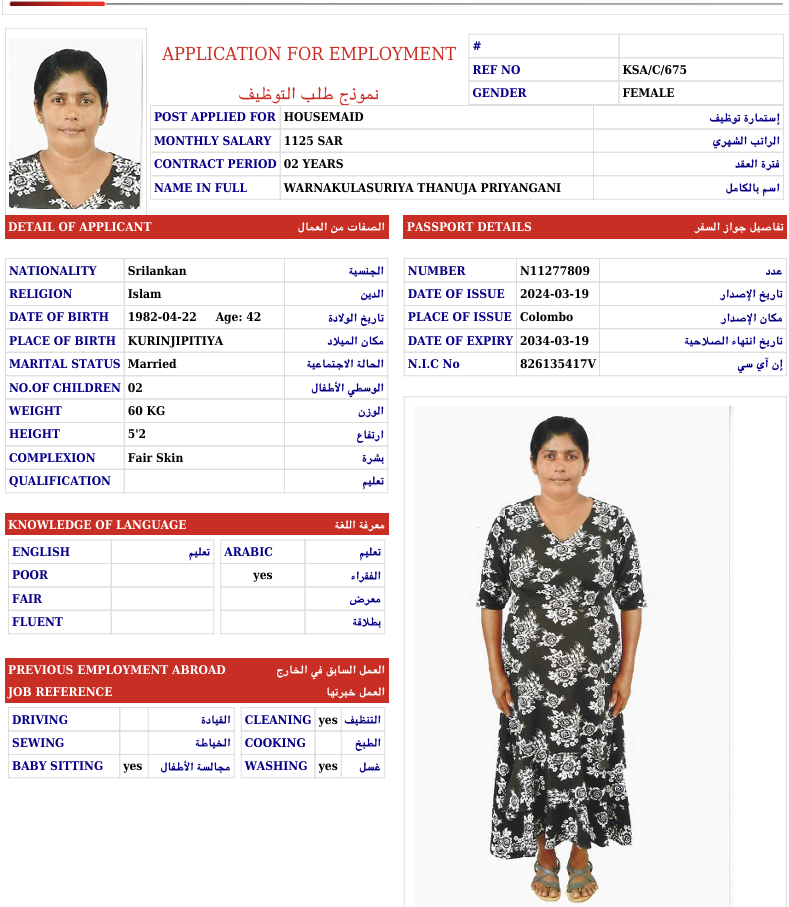 APPLICATION FOR EMPLOYMENT
نموزج طلب التوظيف
#
REF NO KSA/C/675
GENDER FEMALE
POST APPLIED FOR HOUSEMAID إستمارة توظيف
MONTHLY SALARY 1125 SAR الراتب الشهري
CONTRACT PERIOD 02 YEARS فترة العقد
NAME IN FULL WARNAKULASURIYA THANUJA PRIYANGANI اسم بالكامل
DETAIL OF APPLICANT الصفات من العمال
NATIONALITY Srilankan الجنسية
RELIGION Islam الدين
DATE OF BIRTH 1982-04-22 Age: 42 تاريخ الولادة
PLACE OF BIRTH KURINJIPITIYA مكان الميلاد
MARITAL STATUS Married الحالة الاجتماعية
NO.OF CHILDREN 02 الوسطي الأطفال
WEIGHT 60 KG الوزن
HEIGHT 5'2 ارتفاع
COMPLEXION Fair Skin بشرة
QUALIFICATION تعليم
PASSPORT DETAILS تفاصيل جواز السفر
NUMBER N11277809 عدد
DATE OF ISSUE 2024-03-19 تاريخ الإصدار
PLACE OF ISSUE Colombo مكان الإصدار
DATE OF EXPIRY 2034-03-19 تاريخ انتهاء الصلاحية
N.I.C No 826135417V إن آي سي
KNOWLEDGE OF LANGUAGE معرفة اللغة
ENGLISH تعليم ARABIC تعليم
POOR yes الفقراء
FAIR معرض
FLUENT بطلاقة
PREVIOUS EMPLOYMENT ABROAD العمل السابق في الخارج
JOB REFERENCE العمل خبرتها
DRIVING القيادة CLEANING yes التنظيف
SEWING الخياطة COOKING الطبخ
BABY SITTING yes مجالسة الأطفال WASHING yes غسل